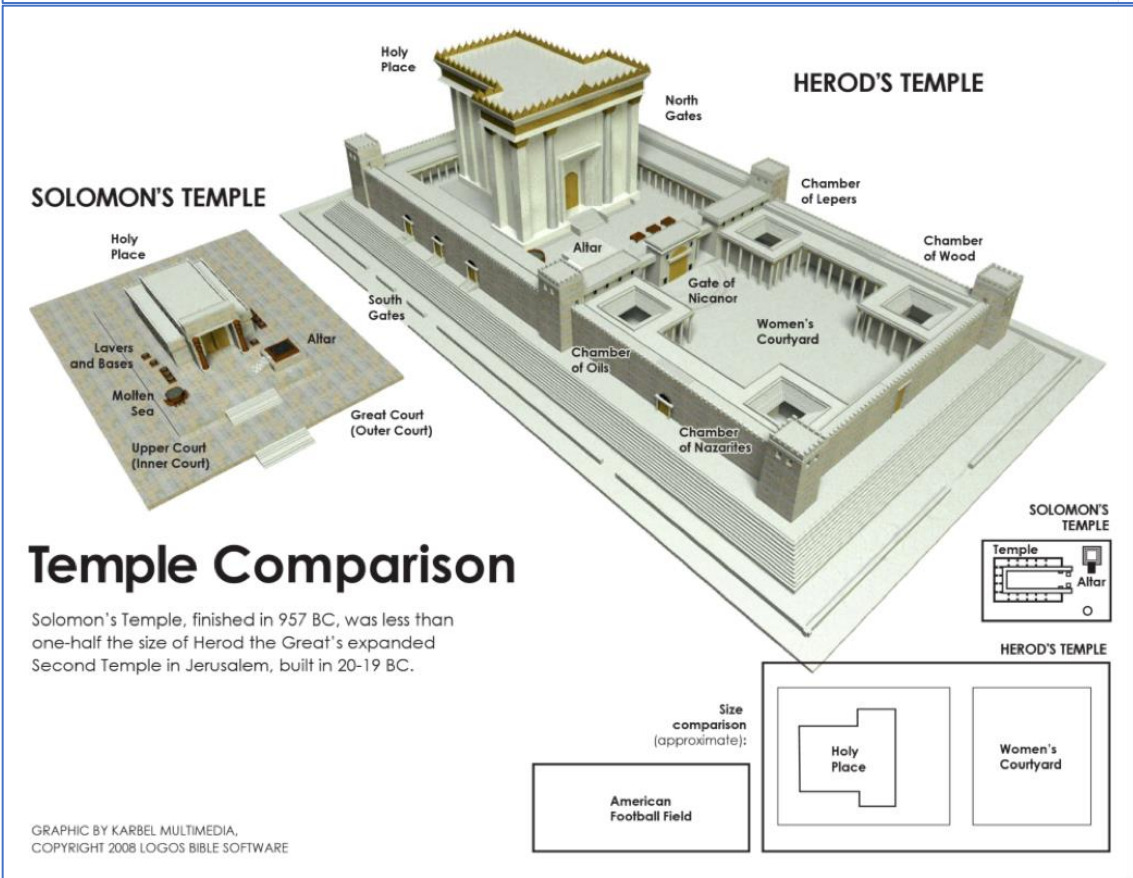 HEROD'S TEMPLE
Holy
Place
North
Gates
Chamber
of Lepers
Chamber
of Wood
Altar
Gate of
Nicanor
South
Gates
Women's
Courtyard
Chamber
of Oils
Chamber
of Nazarites
SOLOMON'S TEMPLE
Holy
Place
Lavers
and Bases
Altar
Molten
Sea
Great Court
(Outer Court)
Upper Court
(Inner Court)
Temple Comparison
Solomon's Temple, finished in 957 BC, was less than
one-half the size of Herod the Great's expanded
Second Temple in Jerusalem, built in 20-19 BC.
SOLOMON'S
TEMPLE
Temple
Altar
HEROD'S TEMPLE
Size
comparison
(approximate):
Holy
Place
Women's
Courtyard
American
Football Field
GRAPHIC BY KARBEL MULTIMEDIA,
COPYRIGHT 2008 LOGOS BIBLE SOFTWARE